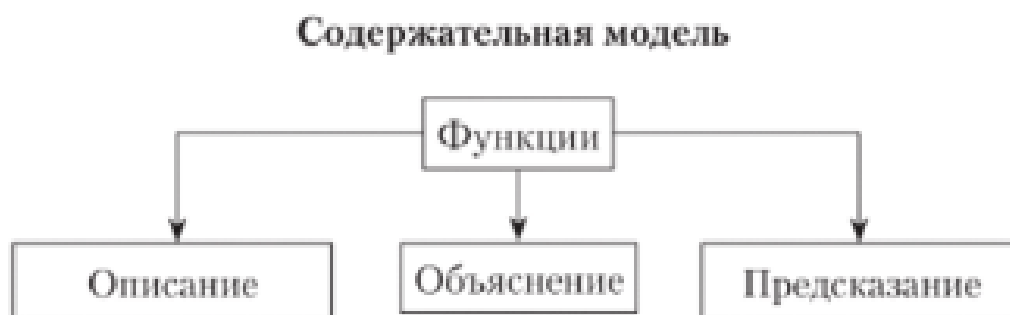 Содержательная модель
Функции
Описание
Объяснение
Предсказание